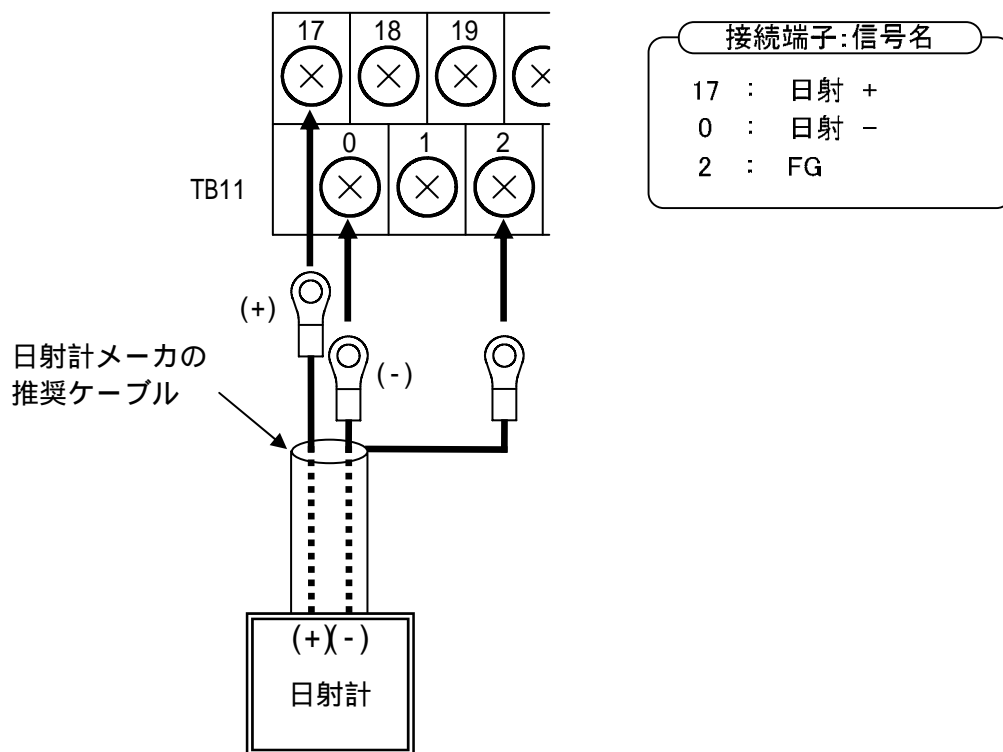 17 18 19
0 1 2
TB11
(+)
(-)
日射計メーカの
推奨ケーブル
(+)(-)
日射計
接続端子:信号名
17 : 日射 +
0 : 日射 −
2 : FG